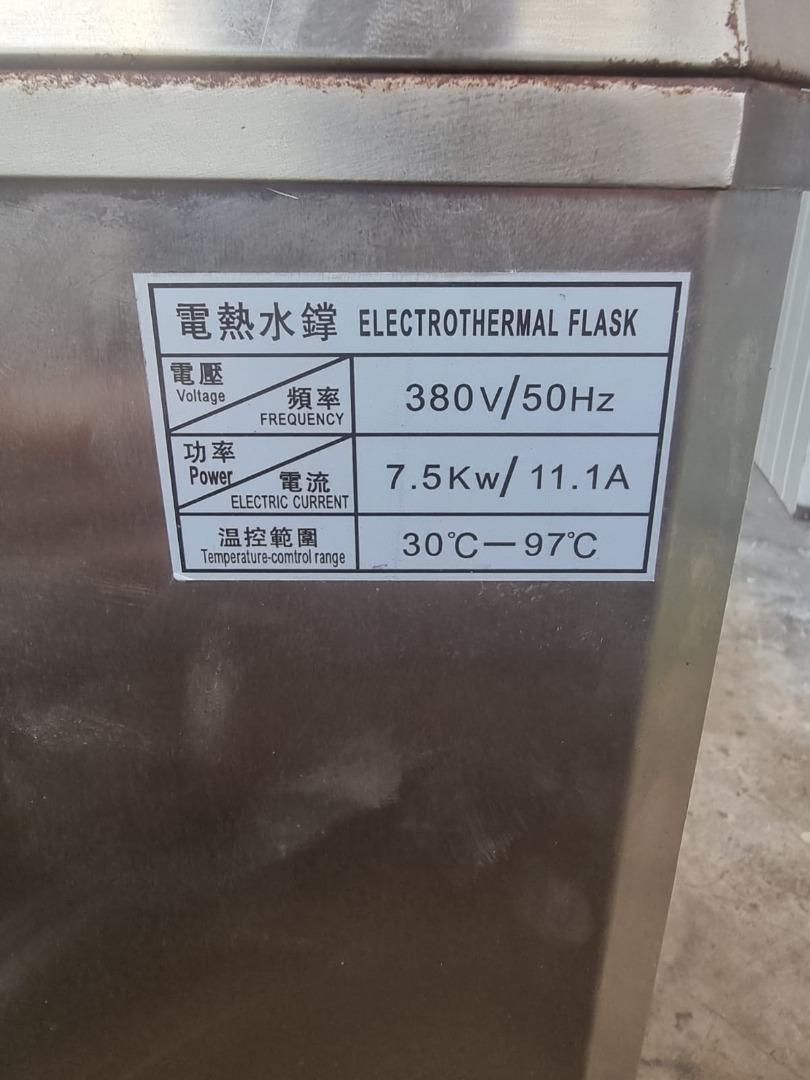 電熱水鐣 ELECTROTHERMAL FLASK
電壓
Voltage
頻率
FREQUENCY
380V/50Hz
功率
Power
電流
ELECTRIC CURRENT
7.5Kw/ 11.1A
温控範圍
Temperature-comtrol range
30℃—97℃